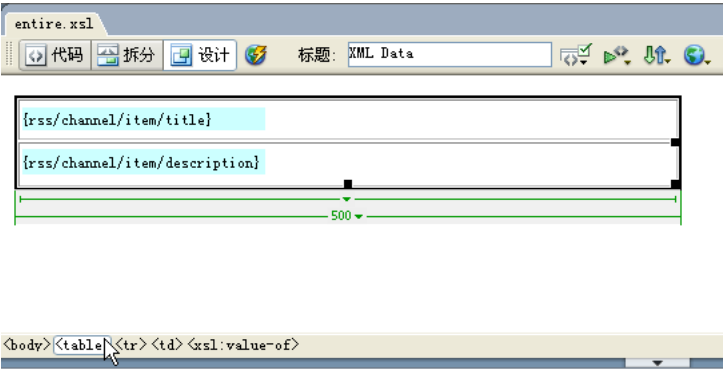 entire.xsl
代码 拆分 设计 标题: XML Data
{rss/channel/item/title}
{rss/channel/item/description}
500
<body> <table <tr> <td> <xsl:value-of>